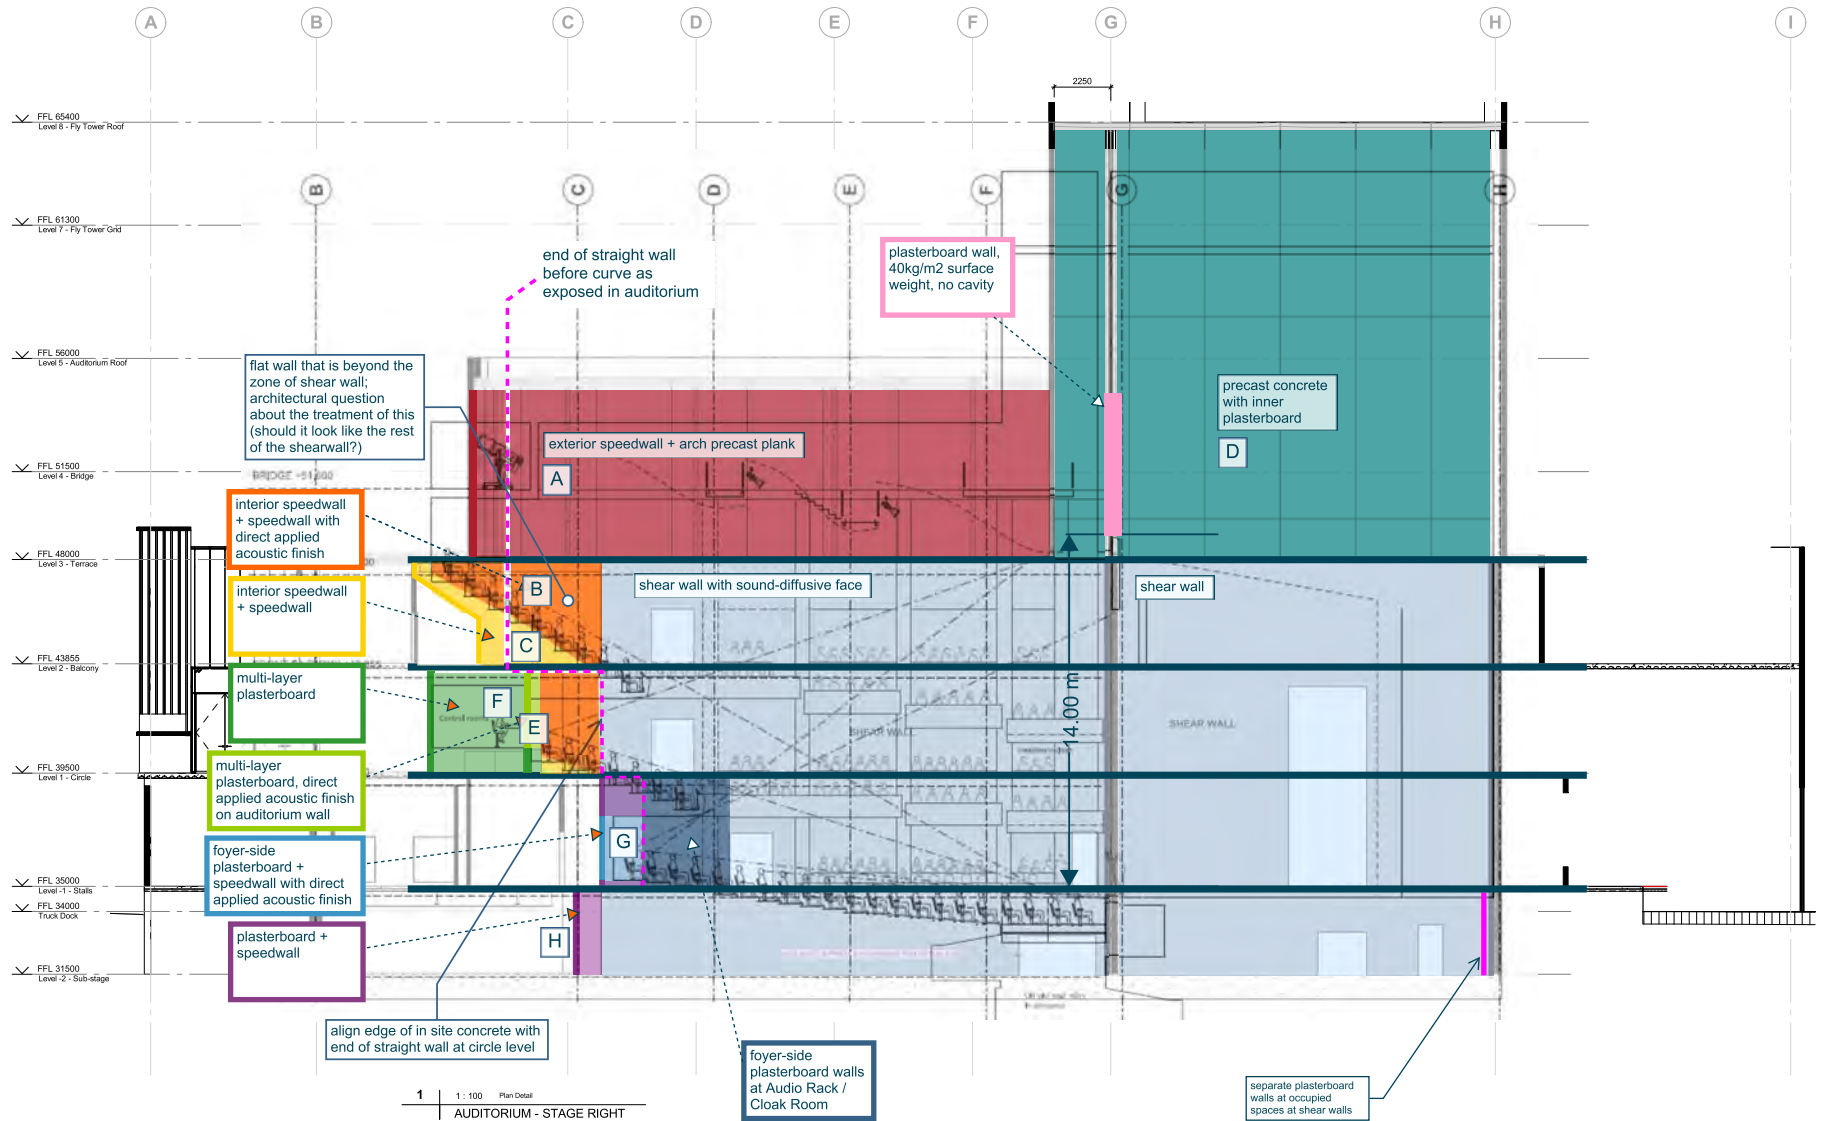 A B C D E F G H I
2250
FFL 65400
Level 8 - Fly Tower Roof
B C D E F G H
FFL 61300
Level 7 - Fly Tower Grid
end of straight wall
before curve as
exposed in auditorium
plasterboard wall,
40kg/m2 surface
weight, no cavity
FFL 56000
Level 5 - Auditorium Roof
flat wall that is beyond the
zone of shear wall;
architectural question
about the treatment of this
(should it look like the rest
of the shearwall?)
precast concrete
with inner
plasterboard
D
exterior speedwall + arch precast plank
A
FFL 51500
Level 4 - Bridge
interior speedwall
+ speedwall with
direct applied
acoustic finish
FFL 48000
Level 3 - Terrace
interior speedwall
+ speedwall
B
shear wall with sound-diffusive face
shear wall
C
FFL 43855
Level 2 - Balcony
multi-layer
plasterboard
F
E
Control rooms
SHEAR WALL
14.00 m
SHEAR WALL
multi-layer
plasterboard, direct
applied acoustic finish
on auditorium wall
FFL 39500
Level 1 - Circle
foyer-side
plasterboard +
speedwall with direct
applied acoustic finish
G
FFL 35000
Level -1 - Stalls
FFL 34000
Truck Dock
plasterboard +
speedwall
H
FFL 31500
Level -2 - Sub-stage
align edge of in site concrete with
end of straight wall at circle level
foyer-side
plasterboard walls
at Audio Rack /
Cloak Room
separate plasterboard
walls at occupied
spaces at shear walls
1
1 : 100 Plan Detail
AUDITORIUM - STAGE RIGHT